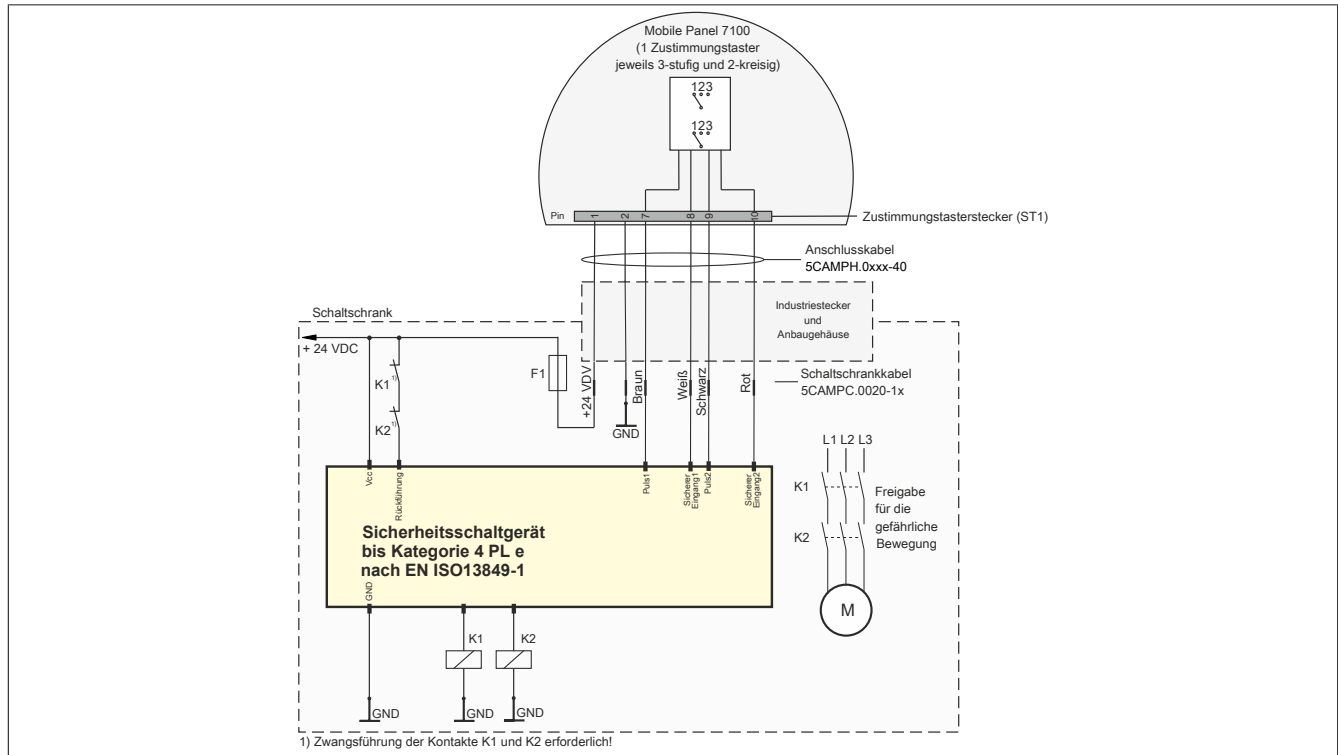 Mobile Panel 7100
(1 Zustimmungstaster
jeweils 3-stufig und 2-kreisig)
123
123
Pin
1
2
7
8
9
10
Zustimmungstasterstecker (ST1)
Anschlusskabel
5CAMPH.0xxx-40
Industriestecker
und
Anbaugehäuse
Schaltschrank
+ 24 VDC
K1 1)
K2 1)
F1
+24 VDV
GND
Braun
Weiß
Schwarz
Rot
Schaltschrankkabel
5CAMPC.0020-1x
Vcc
Rückführung
Puls1
Sicherer
Eingang1
Puls2
Sicherer
Eingang2
Sicherheitsschaltgerät
bis Kategorie 4 PL e
nach EN ISO13849-1
GND
L1 L2 L3
K1
K2
Freigabe
für die
gefährliche
Bewegung
M
K1
K2
GND
GND
GND
1) Zwangsführung der Kontakte K1 und K2 erforderlich!